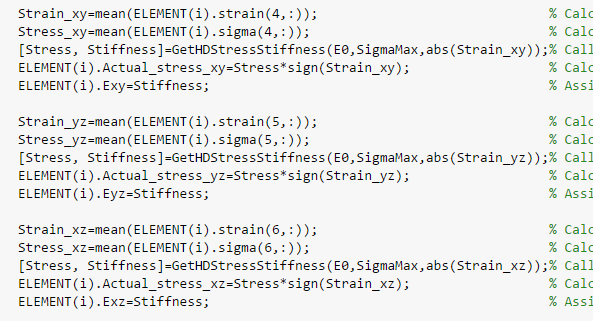 Strain_xy=mean(ELEMENT(i).strain(4,:)); % Calc
Stress_xy=mean(ELEMENT(i).sigma(4,:)); % Calc
[Stress, Stiffness]=GetHDStressStiffness(E0,SigmaMax,abs(Strain_xy));% Call
ELEMENT(i).Actual_stress_xy=Stress*sign(Strain_xy); % Calc
ELEMENT(i).Exy=Stiffness; % Assi
Strain_yz=mean(ELEMENT(i).strain(5,:)); % Calc
Stress_yz=mean(ELEMENT(i).sigma(5,:)); % Calc
[Stress, Stiffness]=GetHDStressStiffness(E0,SigmaMax,abs(Strain_yz));% Call
ELEMENT(i).Actual_stress_yz=Stress*sign(Strain_yz); % Calc
ELEMENT(i).Eyz=Stiffness; % Assi
Strain_xz=mean(ELEMENT(i).strain(6,:)); % Calc
Stress_xz=mean(ELEMENT(i).sigma(6,:)); % Calc
[Stress, Stiffness]=GetHDStressStiffness(E0,SigmaMax,abs(Strain_xz));% Call
ELEMENT(i).Actual_stress_xz=Stress*sign(Strain_xz); % Calc
ELEMENT(i).Exz=Stiffness; % Assi